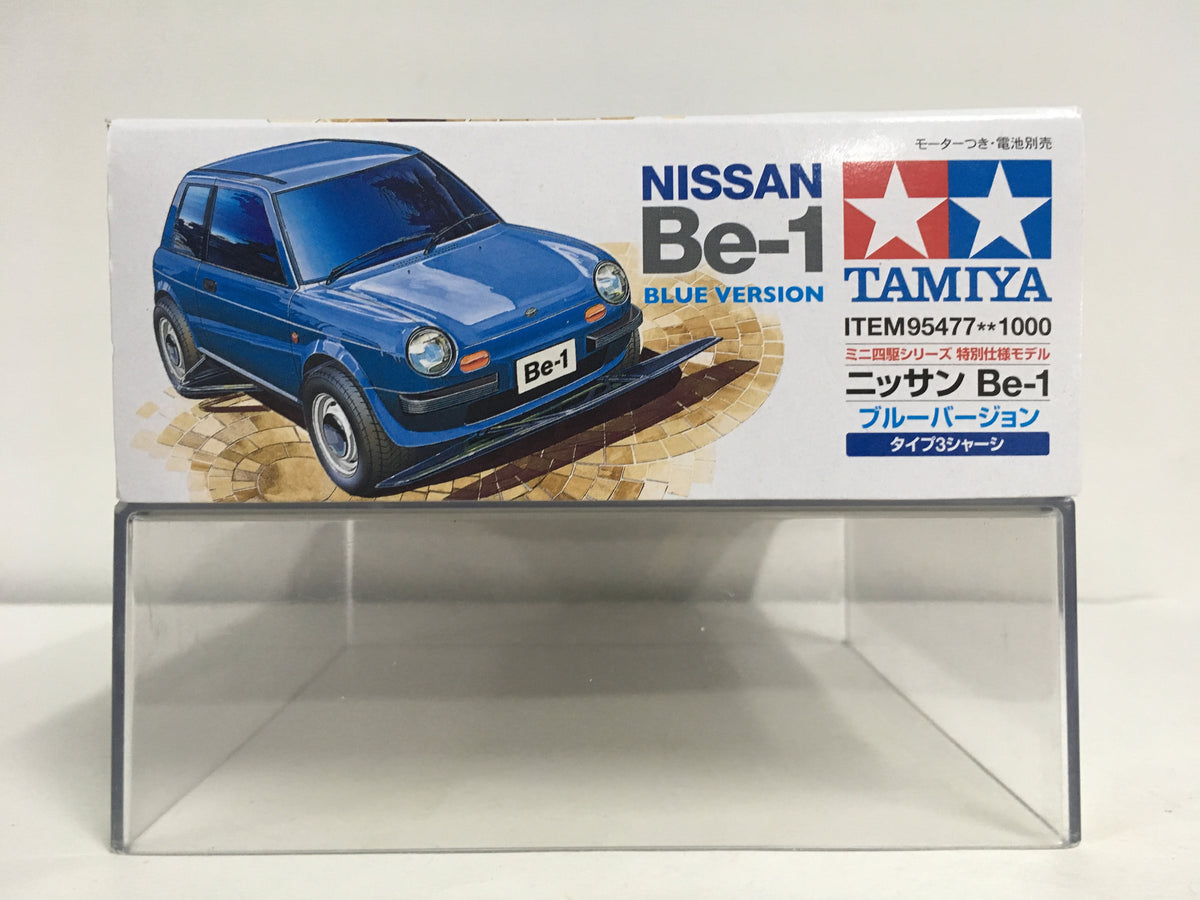 モーターつき・電池別売
NISSAN
Be-1
BLUE VERSION
TAMIYA
ITEM95477**1000
ミニ四駆シリーズ 特別仕様モデル
ニッサン Be-1
ブルーバージョン
タイプ3シャーシ
Be-1